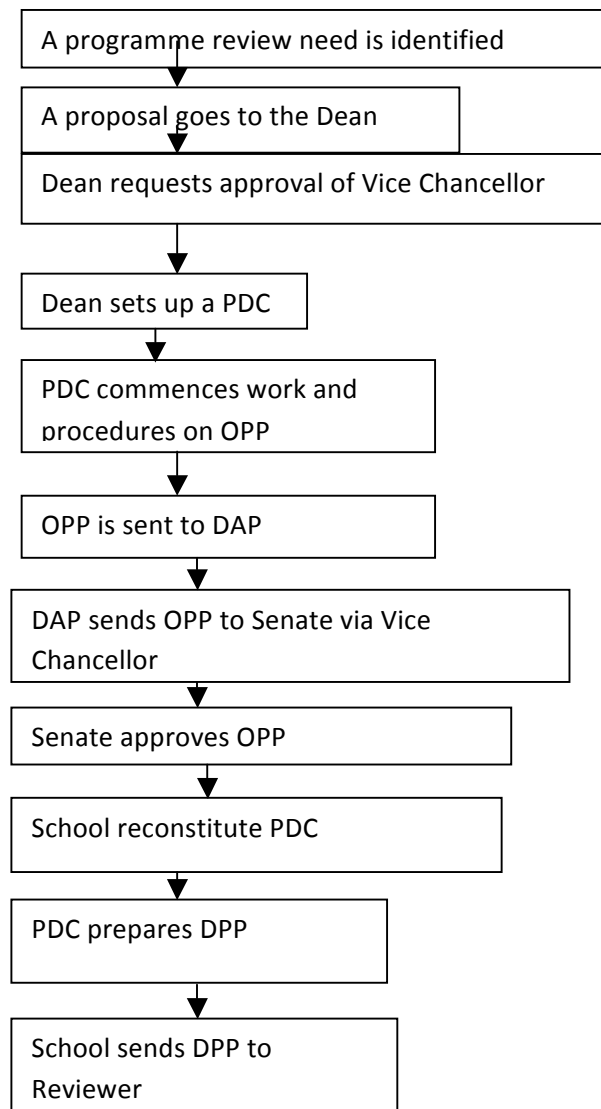 A programme review need is identified
A proposal goes to the Dean
Dean requests approval of Vice Chancellor
Dean sets up a PDC
PDC commences work and
procedures on OPP
OPP is sent to DAP
DAP sends OPP to Senate via Vice
Chancellor
Senate approves OPP
School reconstitute PDC
PDC prepares DPP
School sends DPP to
Reviewer